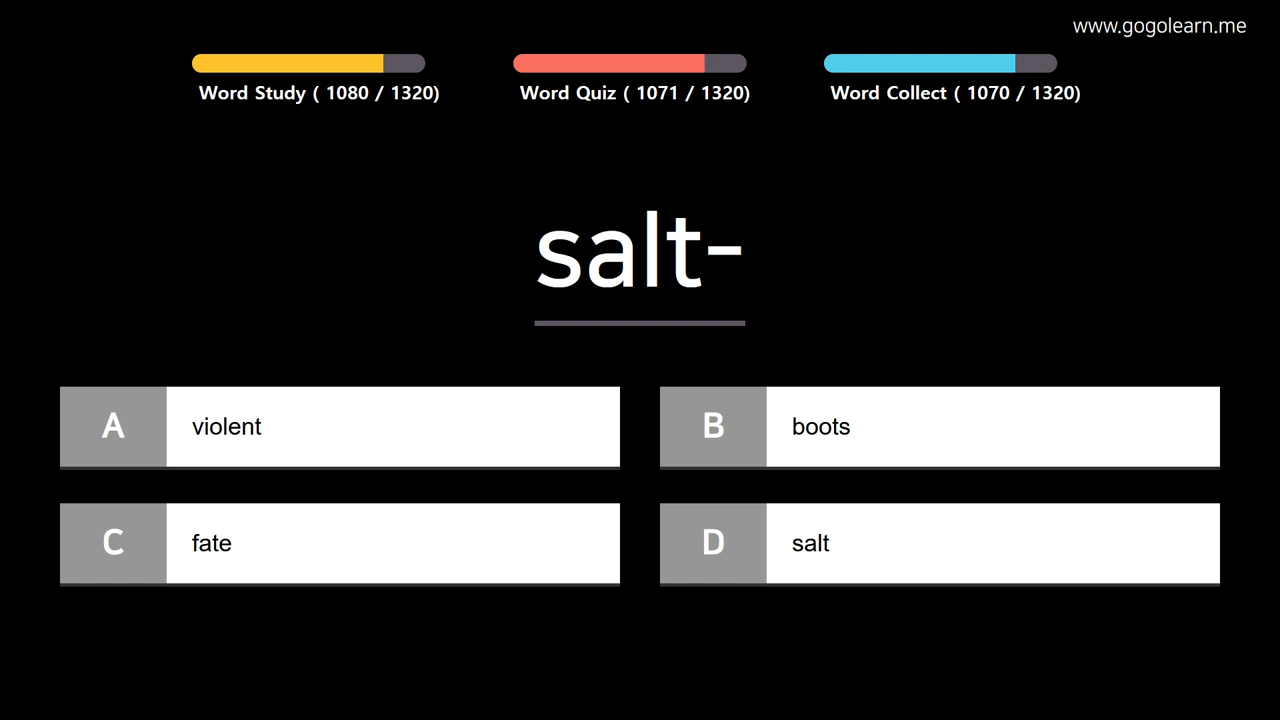 www.gogolearn.me
Word Study ( 1080 / 1320)
Word Quiz ( 1071 / 1320)
Word Collect ( 1070 / 1320)
salt-
A violent
B boots
C fate
D salt